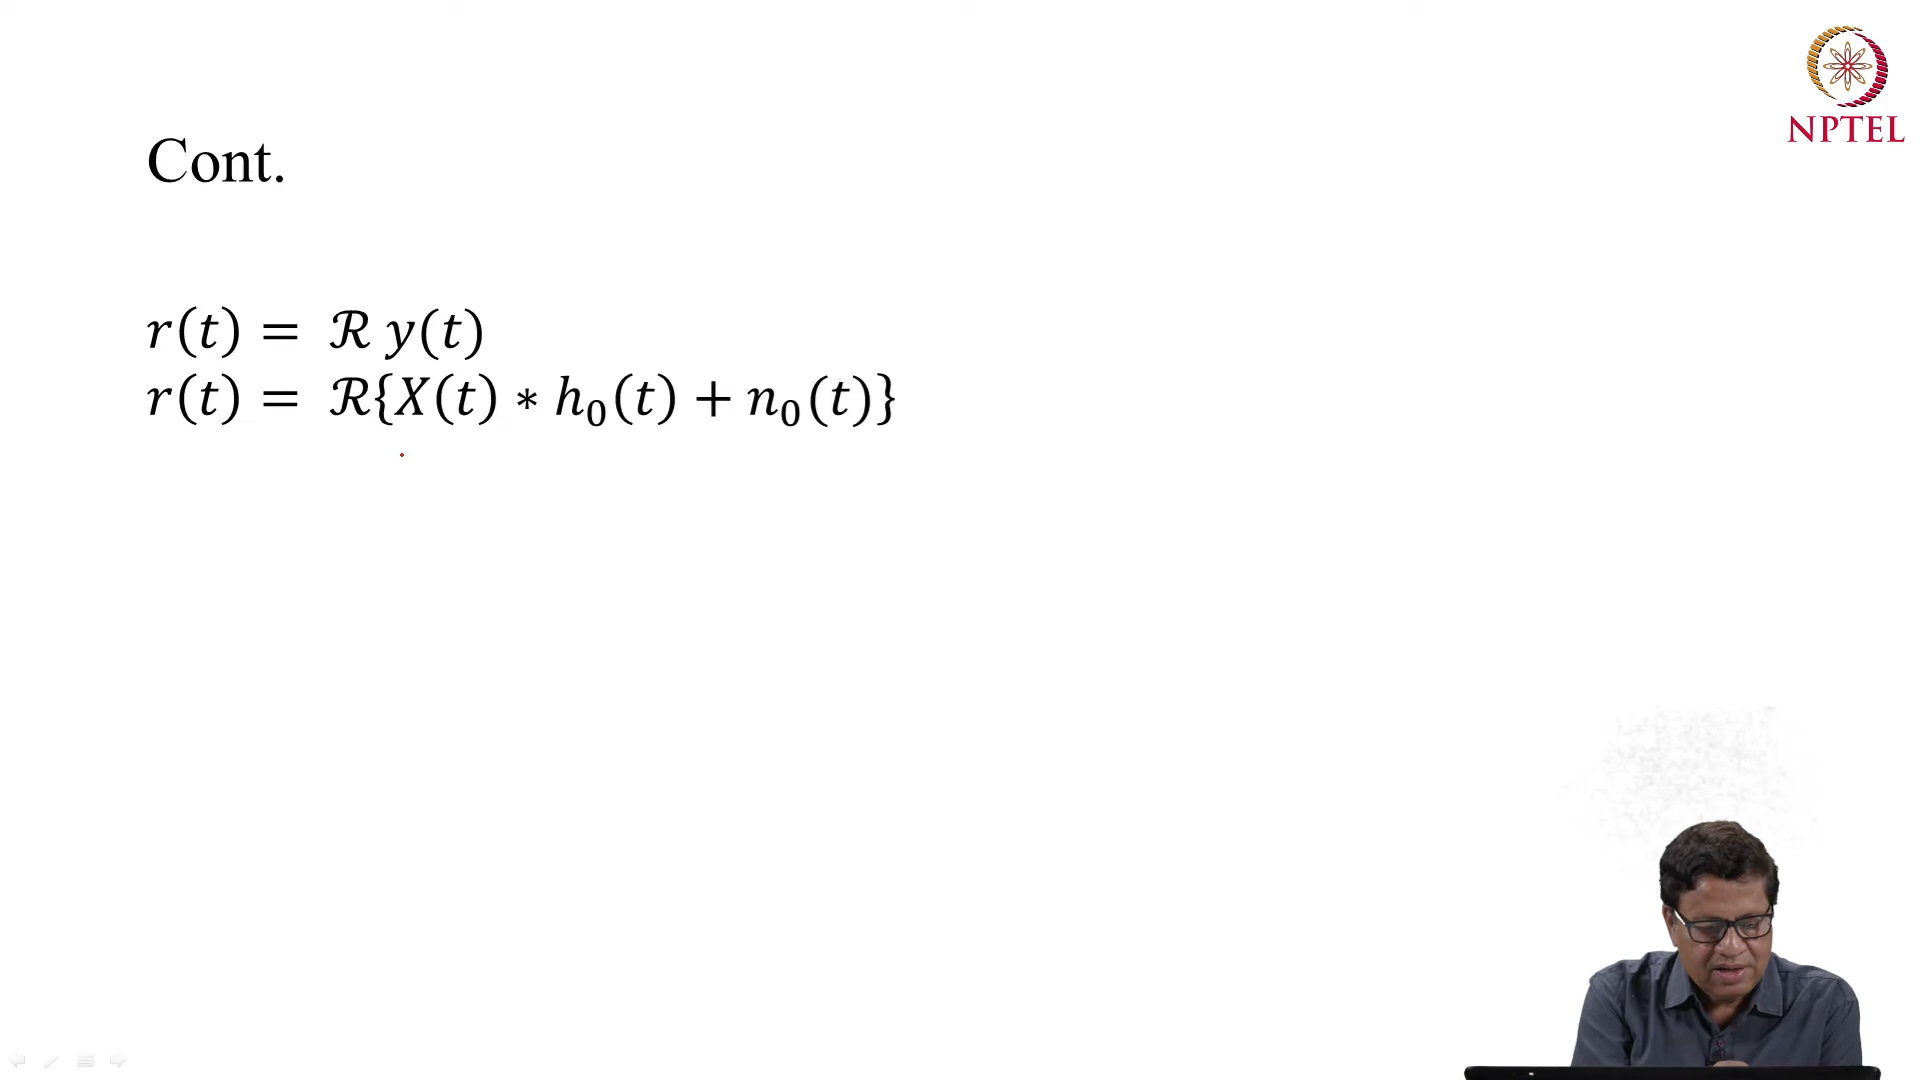 NPTEL
Cont.
r(t) = ℛ y(t)
r(t) = ℛ{X(t) ∗ h₀(t) + n₀(t)}